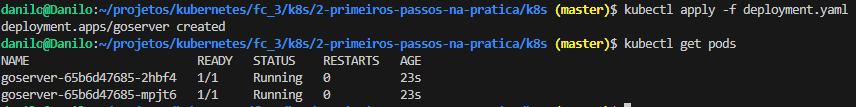 danilo@Danilo:~/projetos/kubernetes/fc_3/k8s/2-primeiros-passos-na-pratica/k8s (master)$ kubectl apply -f deployment.yaml
deployment.apps/goserver created
danilo@Danilo:~/projetos/kubernetes/fc_3/k8s/2-primeiros-passos-na-pratica/k8s (master)$ kubectl get pods
NAME READY STATUS RESTARTS AGE
goserver-65b6d47685-2hbf4 1/1 Running 0 23s
goserver-65b6d47685-mpjt6 1/1 Running 0 23s